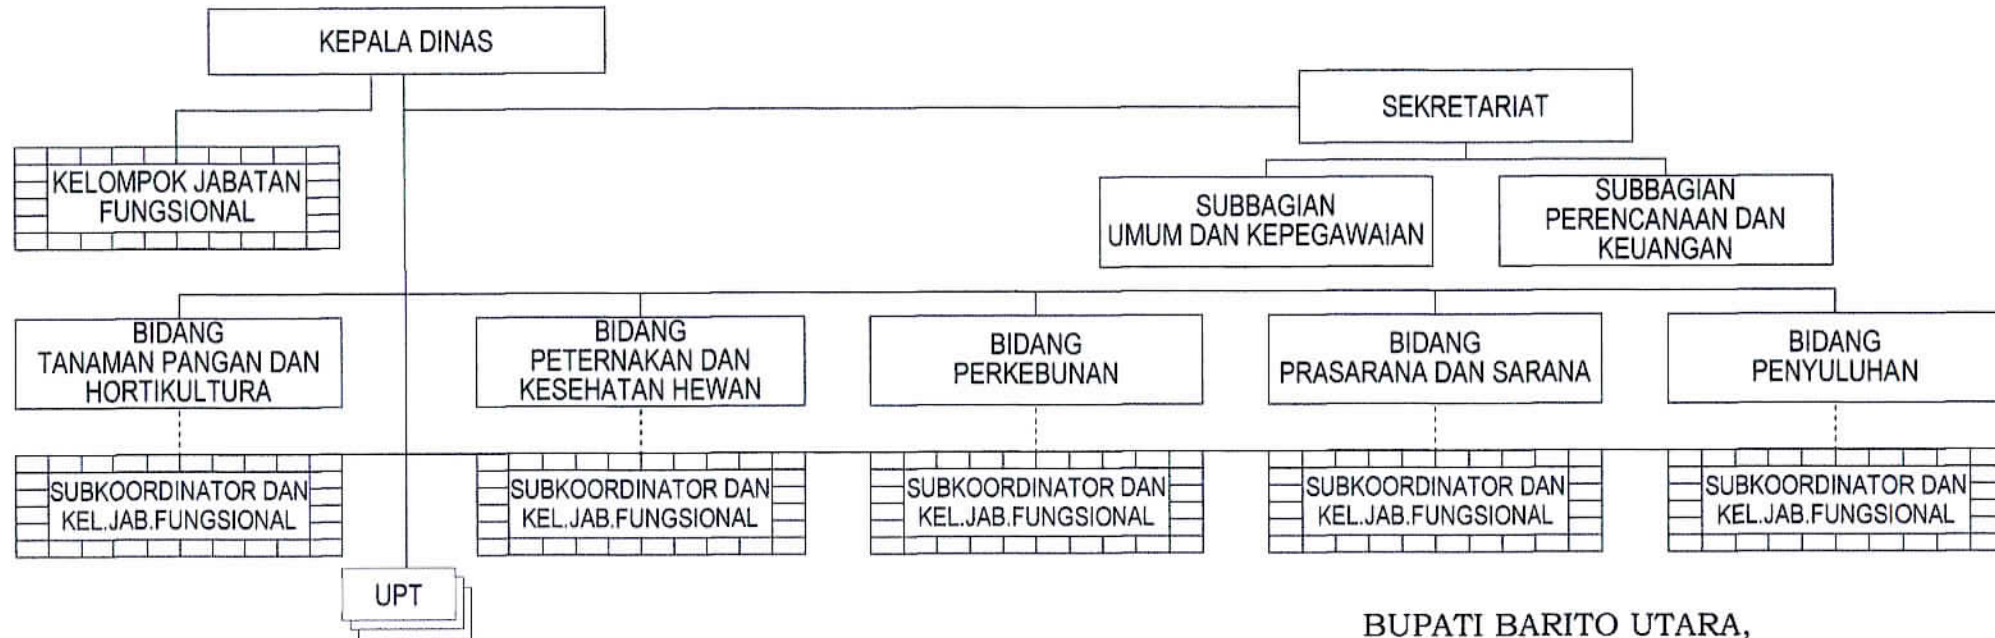 KEPALA DINAS
SEKRETARIAT
KELOMPOK JABATAN
FUNGSIONAL
SUBBAGIAN
UMUM DAN KEPEGAWAIAN
SUBBAGIAN
PERENCANAAN DAN
KEUANGAN
BIDANG
TANAMAN PANGAN DAN
HORTIKULTURA
BIDANG
PETERNAKAN DAN
KESEHATAN HEWAN
BIDANG
PERKEBUNAN
BIDANG
PRASARANA DAN SARANA
BIDANG
PENYULUHAN
SUBKOORDINATOR DAN
KEL.JAB.FUNGSIONAL
SUBKOORDINATOR DAN
KEL.JAB.FUNGSIONAL
SUBKOORDINATOR DAN
KEL.JAB.FUNGSIONAL
SUBKOORDINATOR DAN
KEL.JAB.FUNGSIONAL
SUBKOORDINATOR DAN
KEL.JAB.FUNGSIONAL
UPT
BUPATI BARITO UTARA,